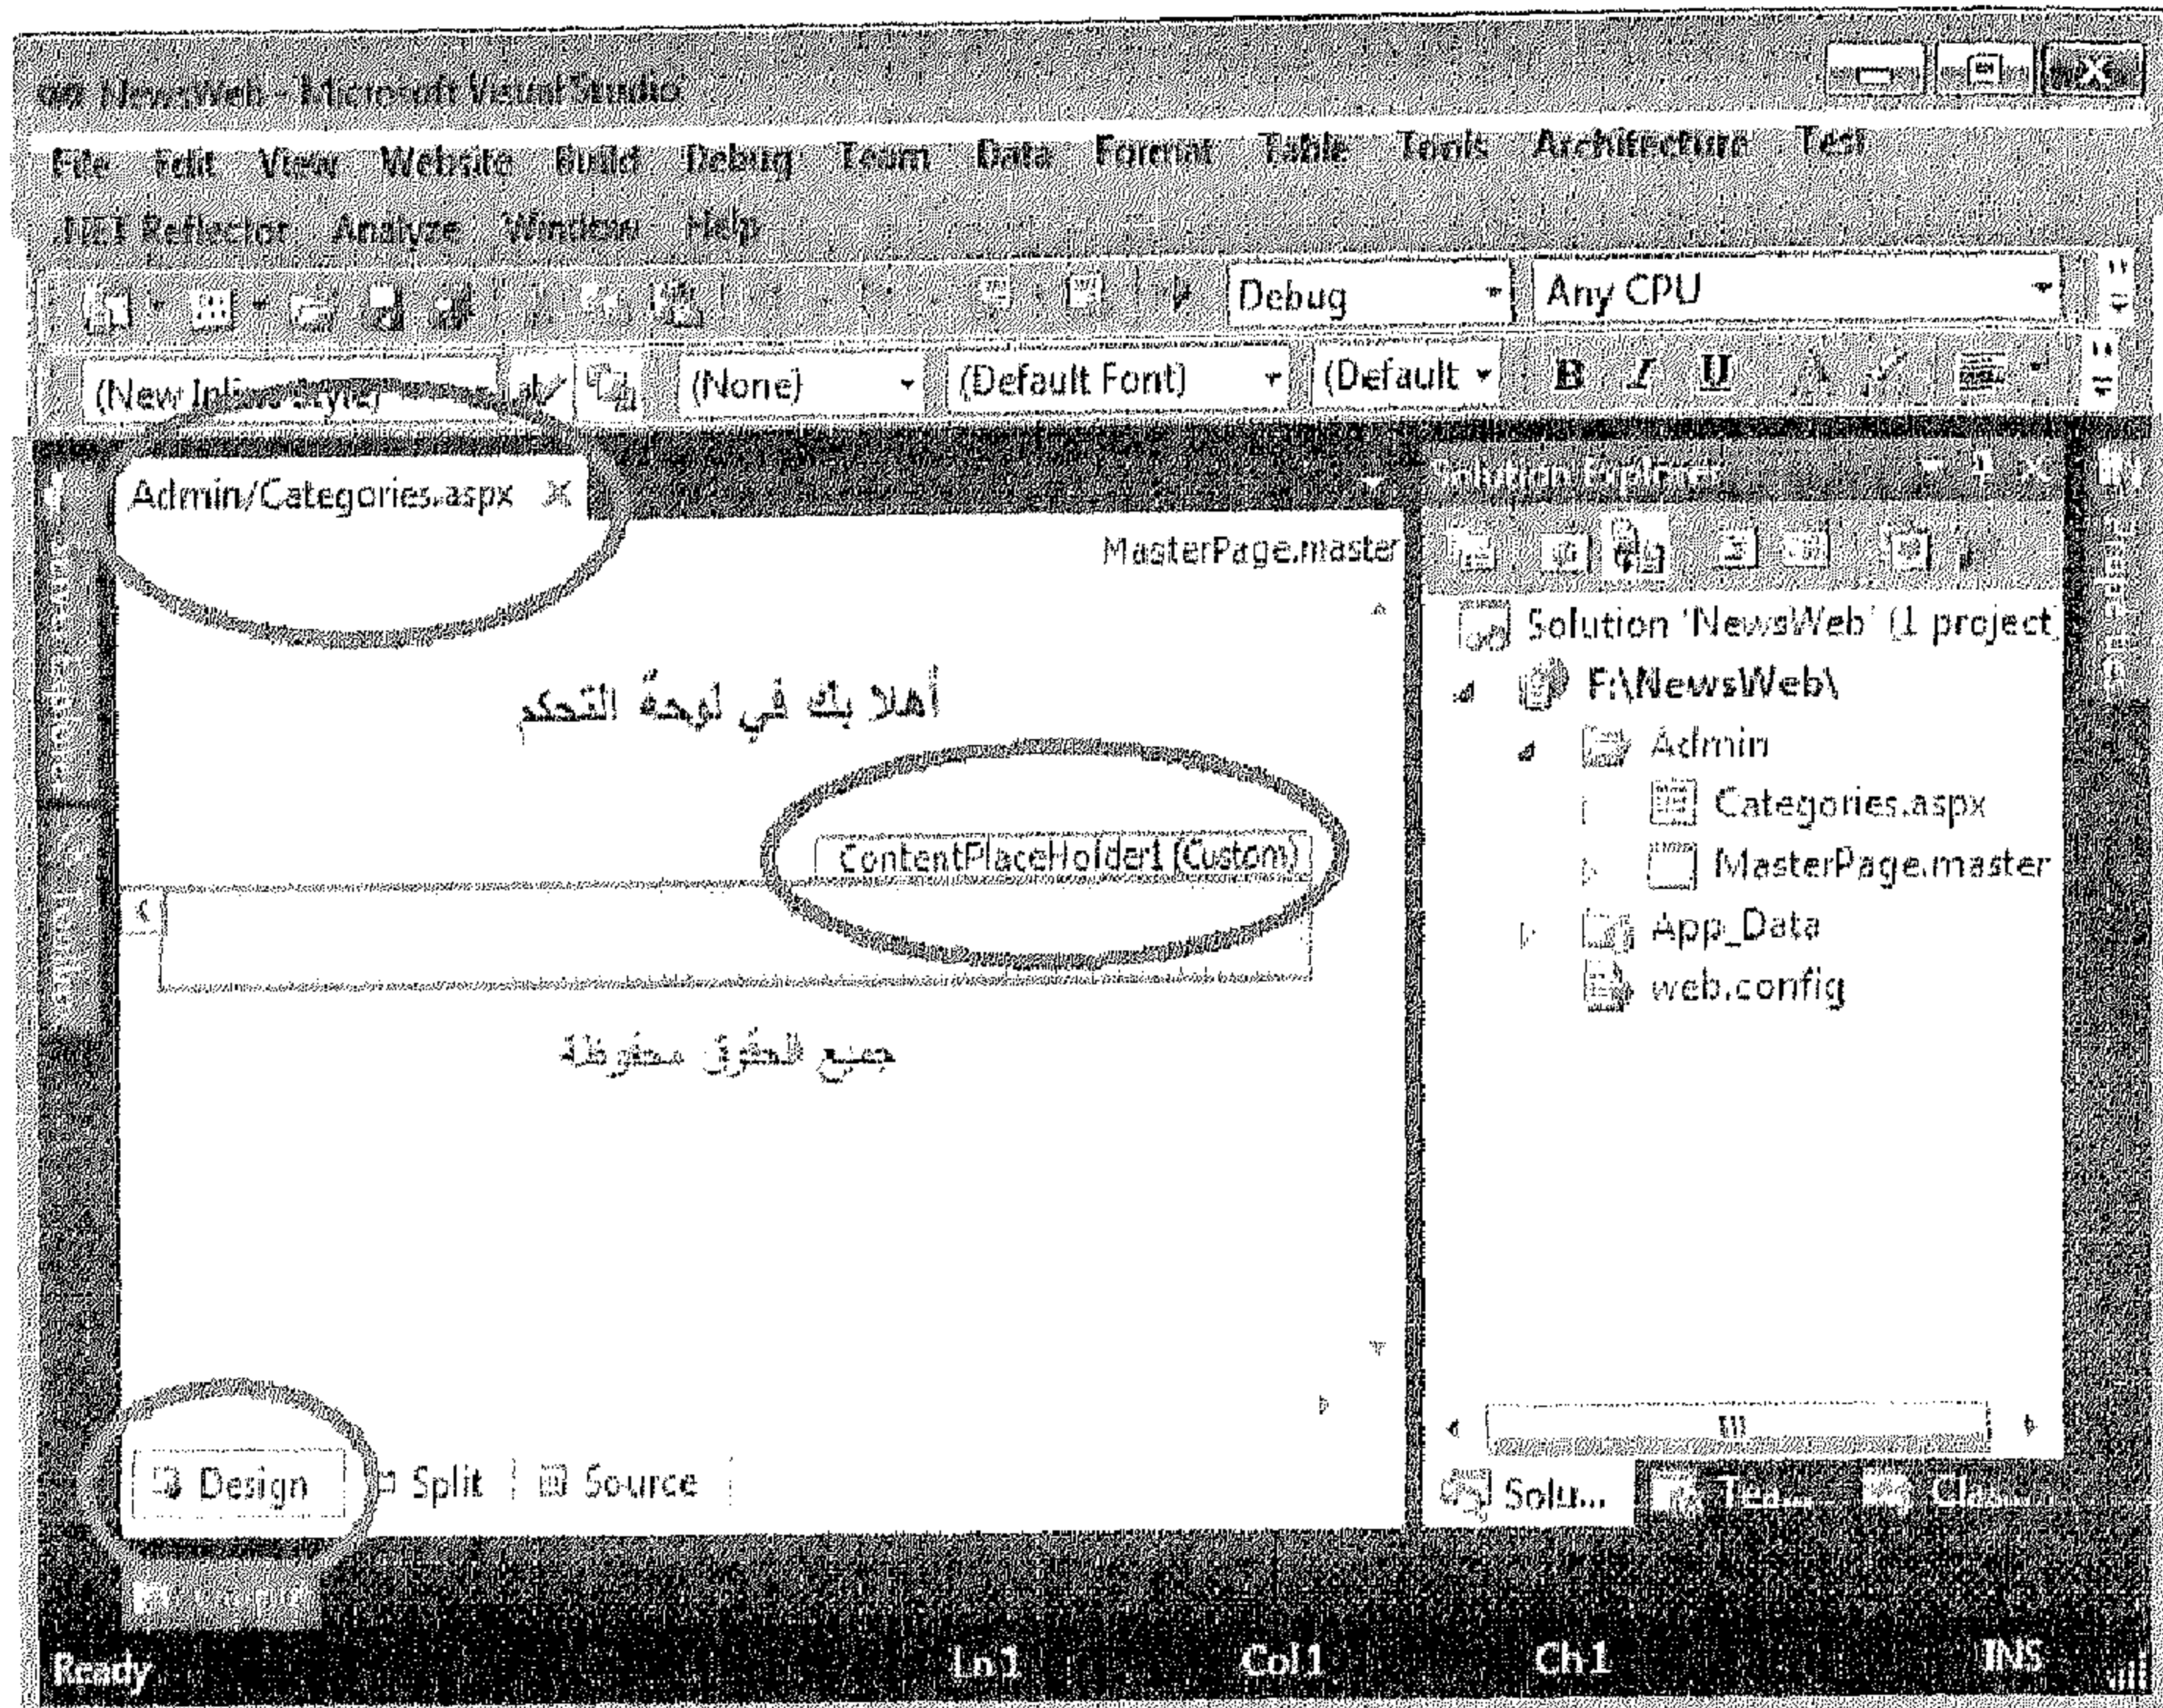 NewsWeb - Microsoft Visual Studio
File Edit View Website Build Debug Team Data Format Table Tools Architecture Test
.NET Reflector Analyze Window Help
Debug Any CPU
(New Inline Style) (None) (Default Font) (Default B I U
Admin/Categories.aspx X
Solution Explorer
MasterPage.master
Solution 'NewsWeb' (1 project
F:\NewsWeb\
أهلا بك في لوحة التحكم
Admin
Categories.aspx
ContentPlaceHolder1 (Custom)
MasterPage.master
App_Data
web.config
جميع الحقوق محفوظة
Design Split Source
Solu... Tea... Clas...
Output
Ready Ln 1 Col 1 Ch 1 INS